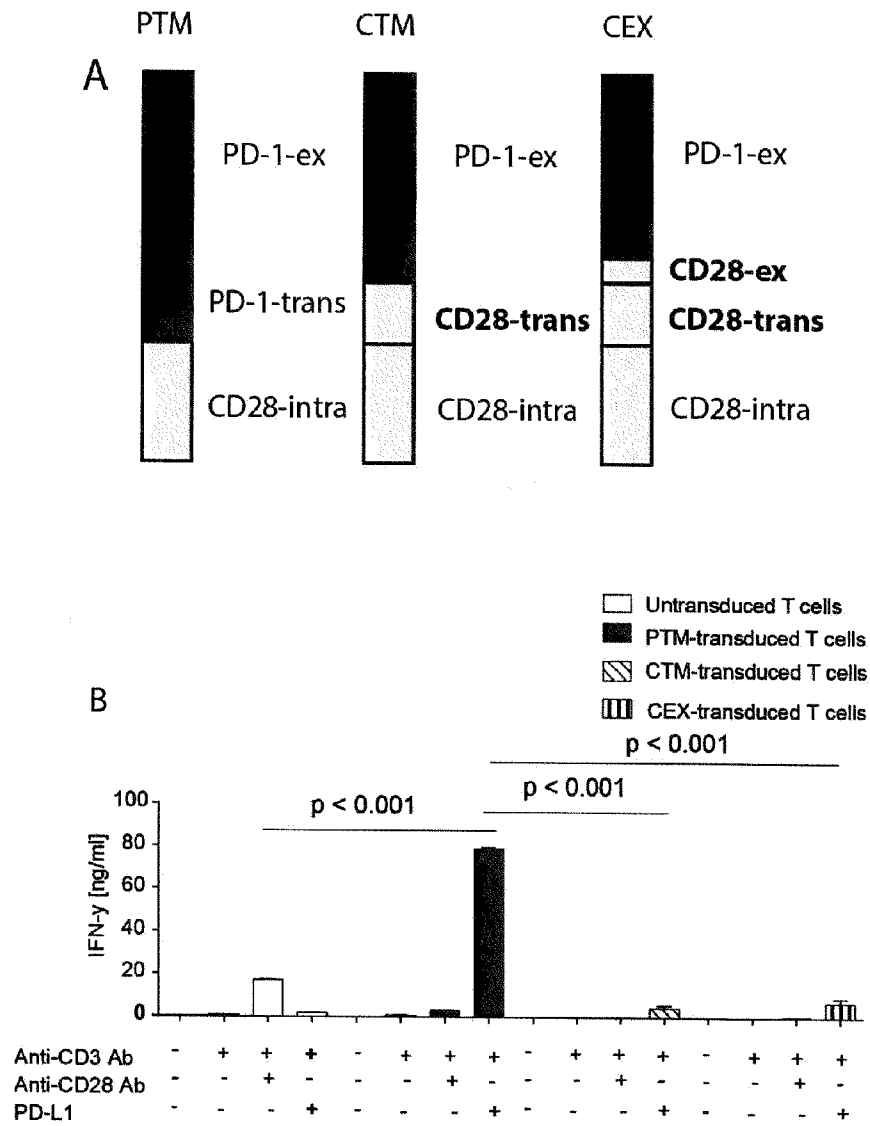 PTM CTM CEX
A
PD-1-ex PD-1-ex PD-1-ex
CD28-ex
PD-1-trans CD28-trans CD28-trans
CD28-intra CD28-intra CD28-intra
Untransduced T cells
PTM-transduced T cells
CTM-transduced T cells
CEX-transduced T cells
B
p < 0.001
p < 0.001 p < 0.001
IFN-y [ng/ml]
100
80
60
40
20
0
Anti-CD3 Ab - + + + - + + + - + + + - + + +
Anti-CD28 Ab - - + - - - + - - - + - - - + -
PD-L1 - - - + - - - + - - - + - - - +